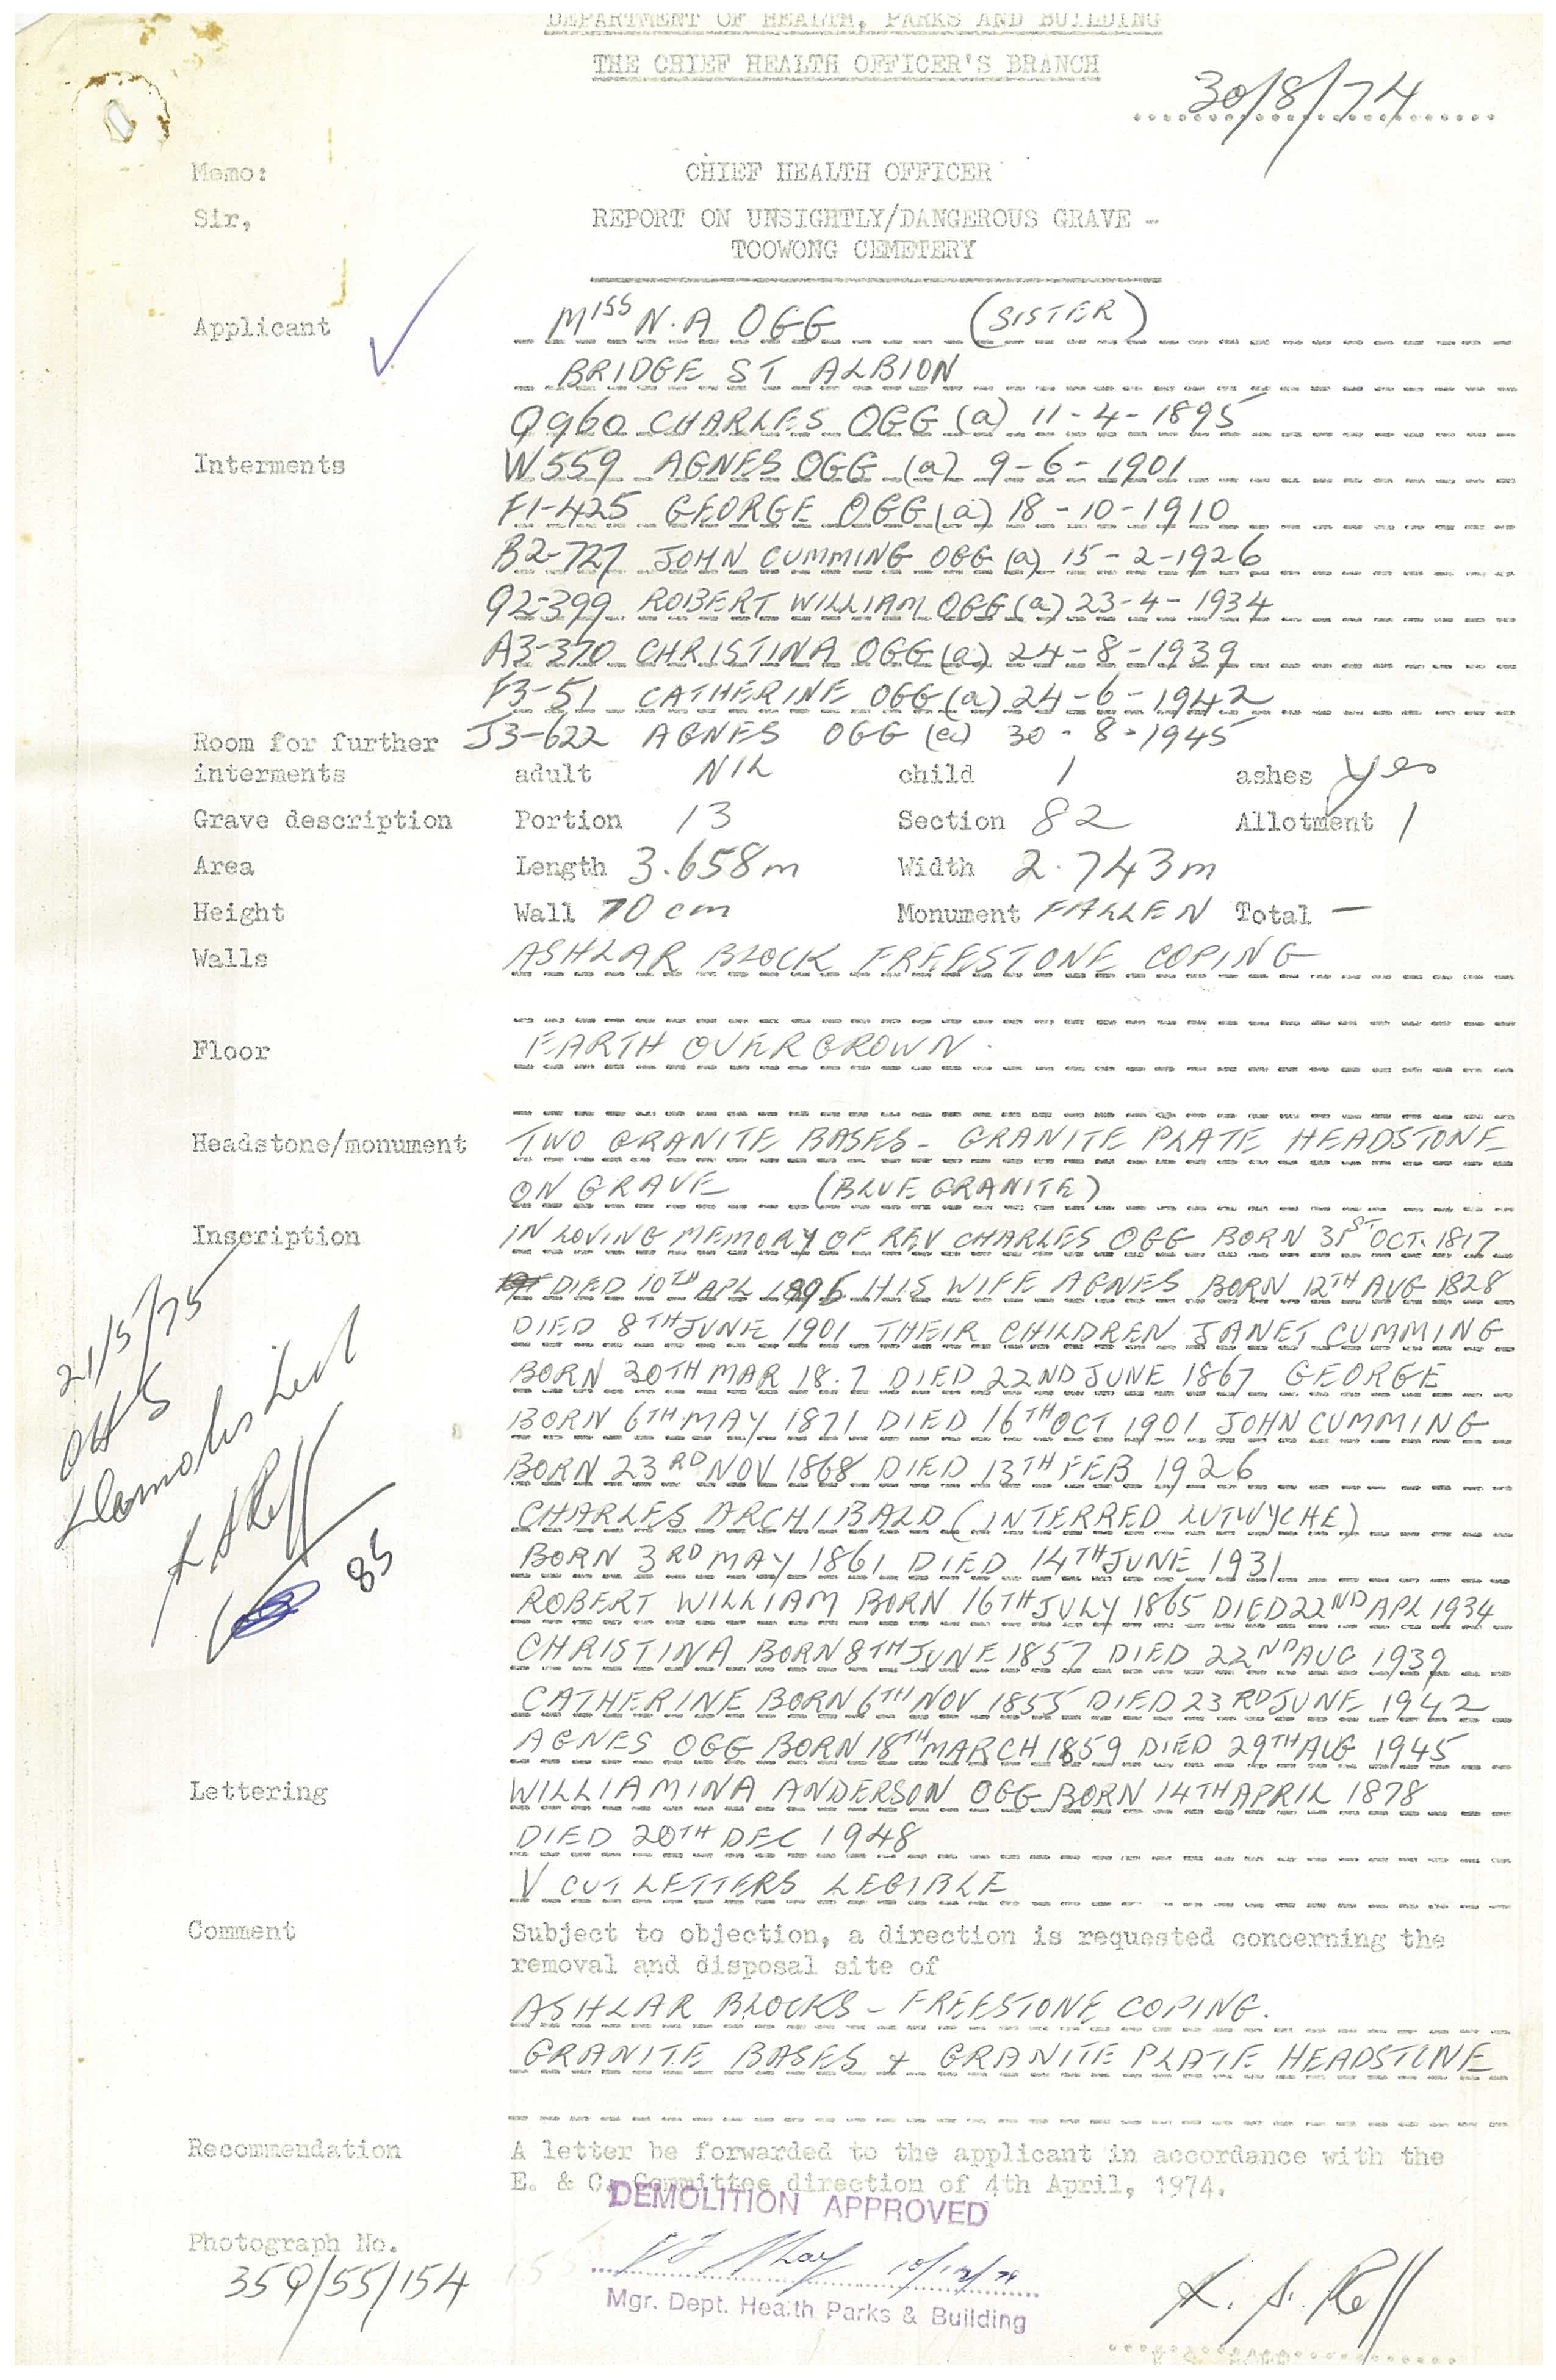 DEPARTMENT OF HEALTH, PARKS AND BUILDING
THE CHIEF HEALTH OFFICER'S BRANCH
30/8/74
Memo: CHIEF HEALTH OFFICER
Sir, REPORT ON UNSIGHTLY/DANGEROUS GRAVE -
TOOWONG CEMETERY
Applicant MISS N.A OGG (SISTER)
BRIDGE ST ALBION
Q960 CHARLES OGG (a) 11-4-1895
Interments W559 AGNES OGG (a) 9-6-1901
F1-425 GEORGE OGG (a) 18-10-1910
B2-727 JOHN CUMMING OGG (a) 15-2-1926
Q2-399 ROBERT WILLIAM OGG (a) 23-4-1934
A3-370 CHRISTINA OGG (a) 24-8-1939
F3-51 CATHERINE OGG (a) 24-6-1942
Room for further J3-622 AGNES OGG (a) 30-8-1945
interments adult NIL child 1 ashes yes
Grave description Portion 13 Section 82 Allotment 1
Area Length 3.658m Width 2.743m
Height Wall 70cm Monument FALLEN Total —
Walls ASHLAR BLOCK FREESTONE COPING
Floor EARTH OVERGROWN.
Headstone/monument TWO GRANITE BASES - GRANITE PLATE HEADSTONE
ON GRAVE (BLUE GRANITE)
Inscription IN LOVING MEMORY OF REV CHARLES OGG BORN 31ST OCT. 1817
DIED 10TH APL 1895 HIS WIFE AGNES BORN 12TH AUG 1828
DIED 8TH JUNE 1901 THEIR CHILDREN JANET CUMMING
BORN 30TH MAR 18.7 DIED 22ND JUNE 1867 GEORGE
BORN 6TH MAY 1871 DIED 16TH OCT 1901 JOHN CUMMING
BORN 23RD NOV 1868 DIED 13TH FEB 1926
CHARLES ARCHIBALD (INTERRED LUTWYCHE)
BORN 3RD MAY 1861 DIED 14TH JUNE 1931
ROBERT WILLIAM BORN 16TH JULY 1865 DIED 22ND APL 1934
CHRISTINA BORN 8TH JUNE 1857 DIED 22ND AUG 1939
CATHERINE BORN 6TH NOV 1855 DIED 23RD JUNE 1942
AGNES OGG BORN 18TH MARCH 1859 DIED 29TH AUG 1945
Lettering WILLIAMINA ANDERSON OGG BORN 14TH APRIL 1878
DIED 20TH DEC 1948
V CUT LETTERS LEGIBLE
21/5/75
85
Comment Subject to objection, a direction is requested concerning the
removal and disposal site of
ASHLAR BLOCKS - FREESTONE COPING.
GRANITE BASES + GRANITE PLATE HEADSTONE
Recommendation A letter be forwarded to the applicant in accordance with the
E. & C. Committee direction of 4th April, 1974.
DEMOLITION APPROVED
Photograph No.
35Q/55/154
Mgr. Dept. Health Parks & Building